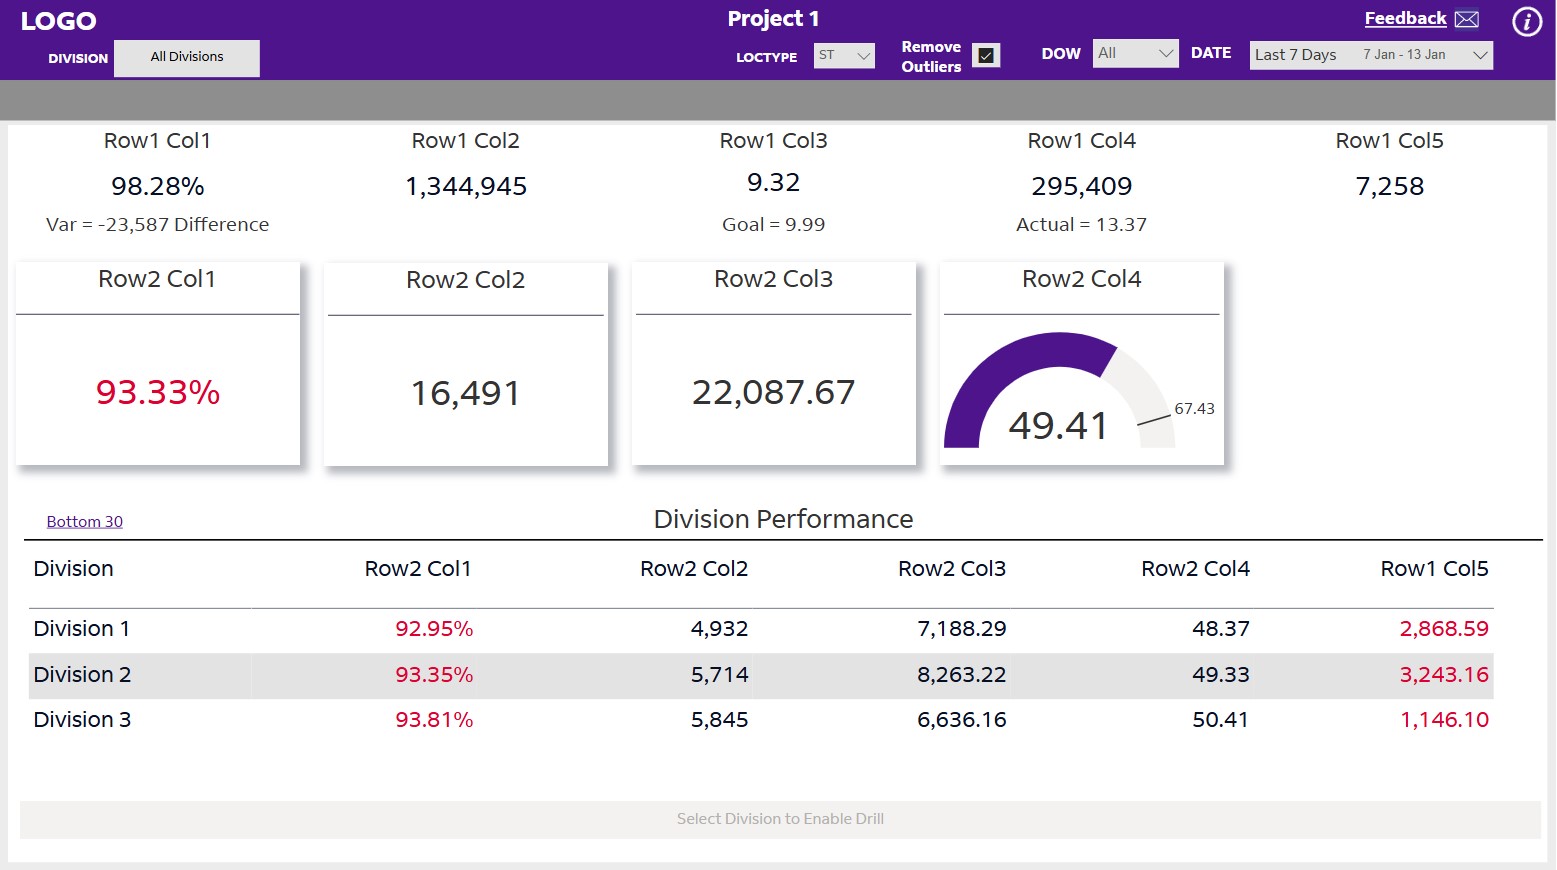 LOGO
Project 1
Feedback
i
DIVISION
All Divisions
LOCTYPE
ST
Remove
Outliers
DOW
All
DATE
Last 7 Days 7 Jan - 13 Jan
Row1 Col1
98.28%
Var = -23,587 Difference
Row1 Col2
1,344,945
Row1 Col3
9.32
Goal = 9.99
Row1 Col4
295,409
Actual = 13.37
Row1 Col5
7,258
Row2 Col1
93.33%
Row2 Col2
16,491
Row2 Col3
22,087.67
Row2 Col4
49.41
67.43
Bottom 30
Division Performance
Division Row2 Col1 Row2 Col2 Row2 Col3 Row2 Col4 Row1 Col5
Division 1 92.95% 4,932 7,188.29 48.37 2,868.59
Division 2 93.35% 5,714 8,263.22 49.33 3,243.16
Division 3 93.81% 5,845 6,636.16 50.41 1,146.10
Select Division to Enable Drill